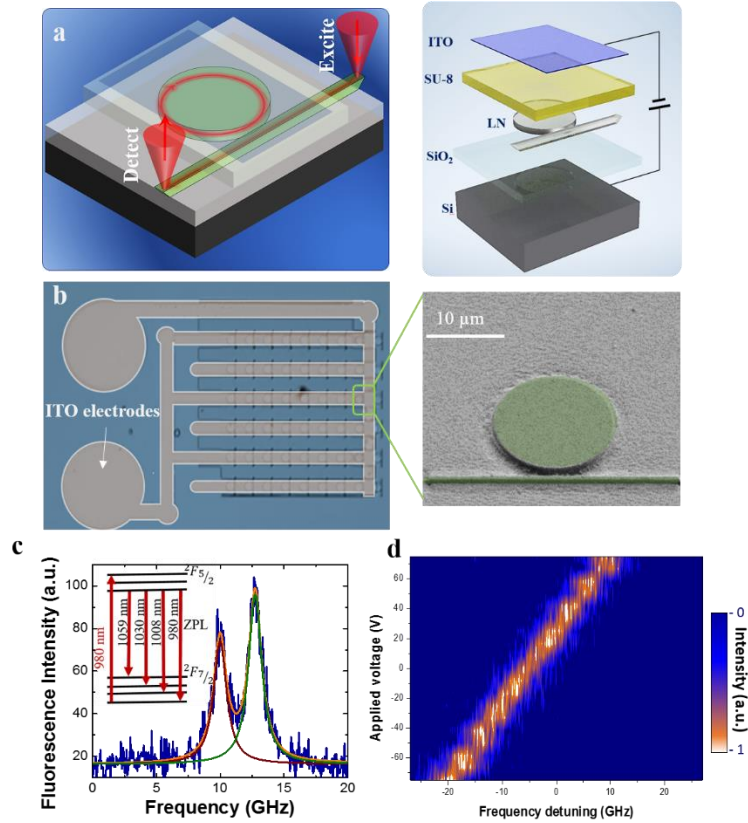 a
Excite
Detect
ITO
SU-8
LN
SiO₂
Si
b
ITO electrodes
10 µm
c
Fluorescence Intensity (a.u.)
100
80
60
40
20
²F₅/₂
1059 nm
1030 nm
1008 nm
980 nm
ZPL
980 nm
²F₇/₂
0 5 10 15 20
Frequency (GHz)
d
Applied voltage (V)
60
40
20
0
-20
-40
-60
-20 -10 0 10 20
Frequency detuning (GHz)
0
Intensity (a.u.)
1